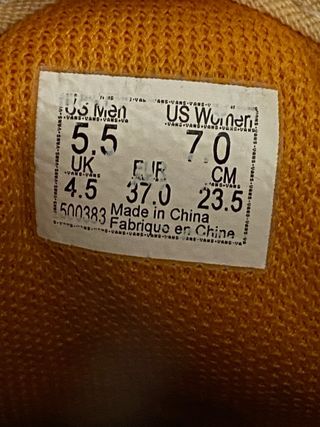 US Men US Women
5.5 7.0
UK EUR CM
4.5 37.0 23.5
500383 Made in China
Fabrique en Chine